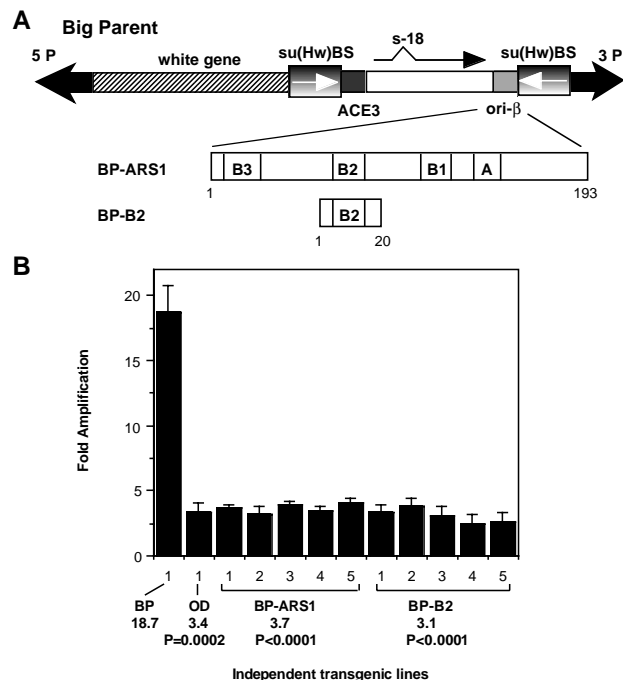 A
Big Parent
5 P
white gene
su(Hw)BS
s-18
su(Hw)BS
3 P
ACE3
ori-β
BP-ARS1
B3
B2
B1
A
1
193
BP-B2
B2
1
20
B
Fold Amplification
20
15
10
5
0
1 1 1 2 3 4 5 1 2 3 4 5
BP OD BP-ARS1 BP-B2
18.7 3.4 3.7 3.1
P=0.0002 P<0.0001 P<0.0001
Independent transgenic lines